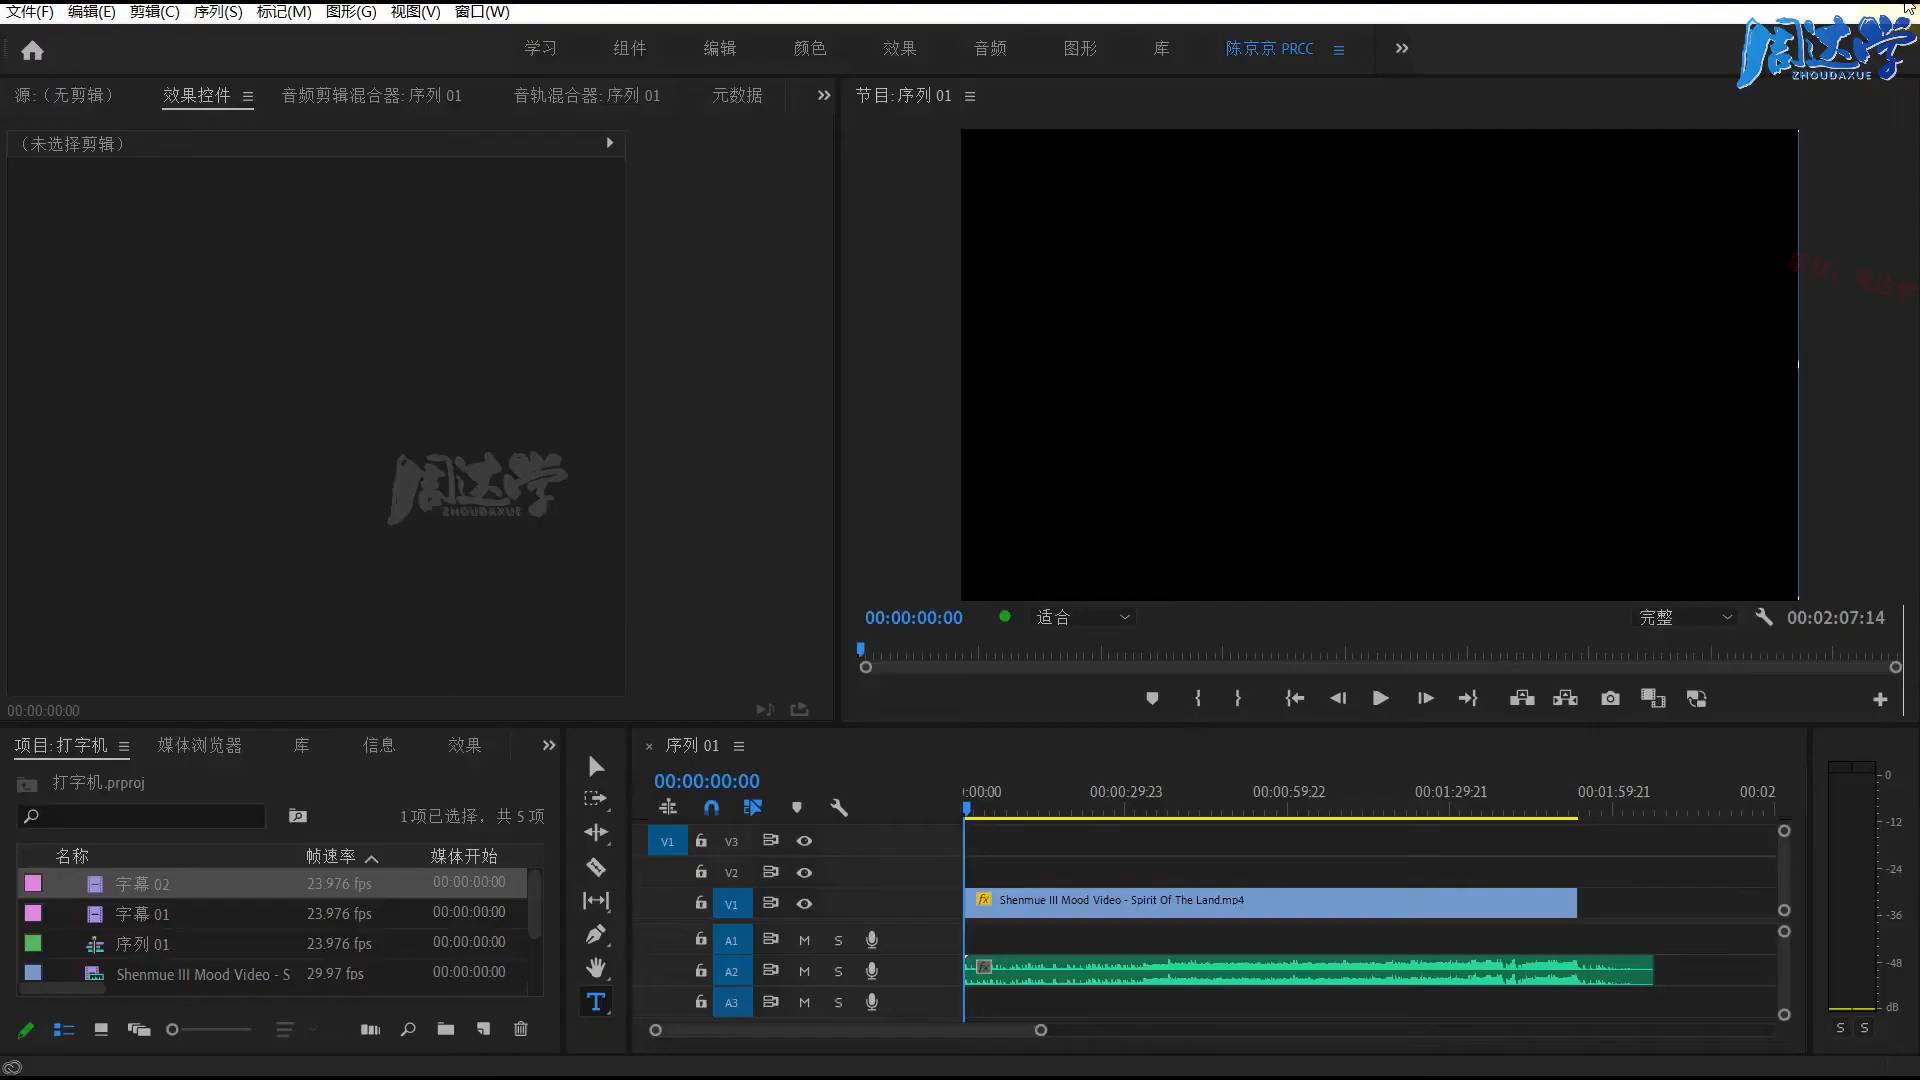 文件(F) 编辑(E) 剪辑(C) 序列(S) 标记(M) 图形(G) 视图(V) 窗口(W)
周达学
ZHOUDAXUE
学习 组件 编辑 颜色 效果 音频 图形 库 陈京京 PRCC
源:（无剪辑） 效果控件 音频剪辑混合器: 序列 01 音轨混合器: 序列 01 元数据
节目: 序列 01
（未选择剪辑）
周达学
ZHOUDAXUE
00:00:00:00 适合 完整 00:02:07:14
00:00:00:00
项目: 打字机 媒体浏览器 库 信息 效果
打字机.prproj
1项已选择，共 5 项
名称 帧速率 媒体开始
字幕 02 23.976 fps 00:00:00:00
字幕 01 23.976 fps 00:00:00:00
序列 01 23.976 fps 00:00:00:00
Shenmue III Mood Video - S 29.97 fps 00:00:00:00
T
× 序列 01
00:00:00:00
:00:00 00:00:29:23 00:00:59:22 00:01:29:21 00:01:59:21 00:02
V1 V3
V2
V1 fx Shenmue III Mood Video - Spirit Of The Land.mp4
A1 M S
A2 M S fx
A3 M S
0
-12
-24
-36
-48
dB
S S